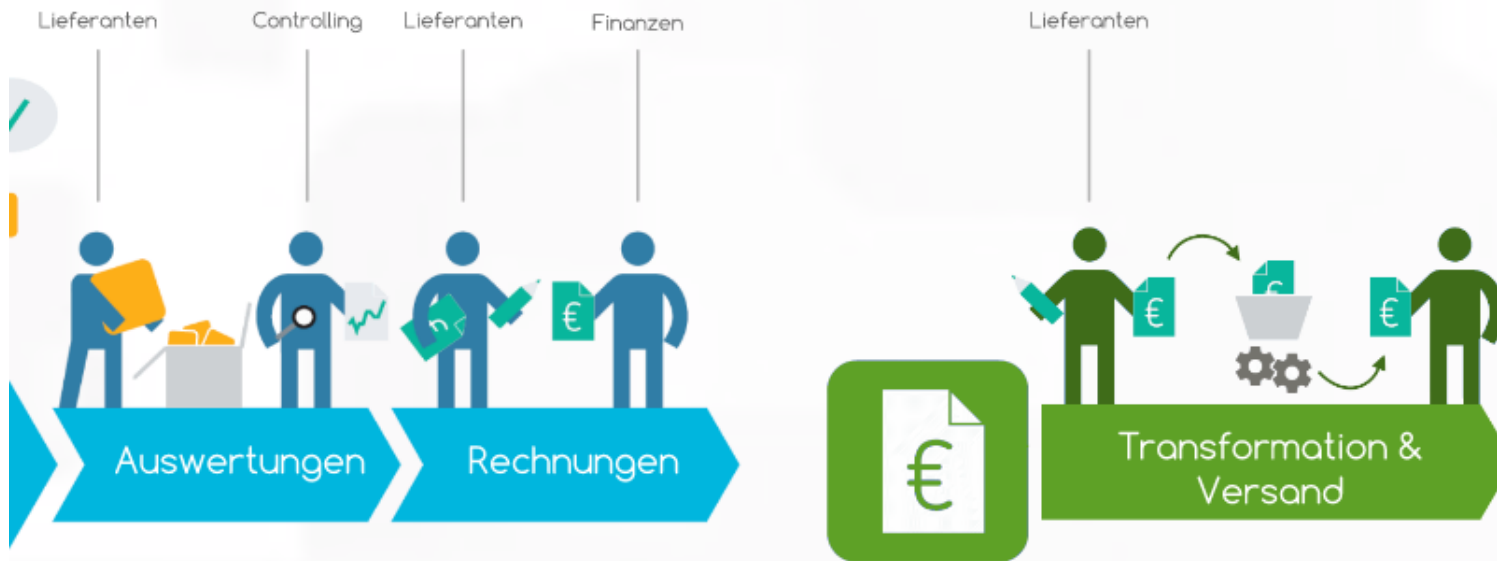 Lieferanten
Controlling
Lieferanten
Finanzen
Lieferanten
€
€
€
€
Auswertungen
Rechnungen
€
Transformation &
Versand